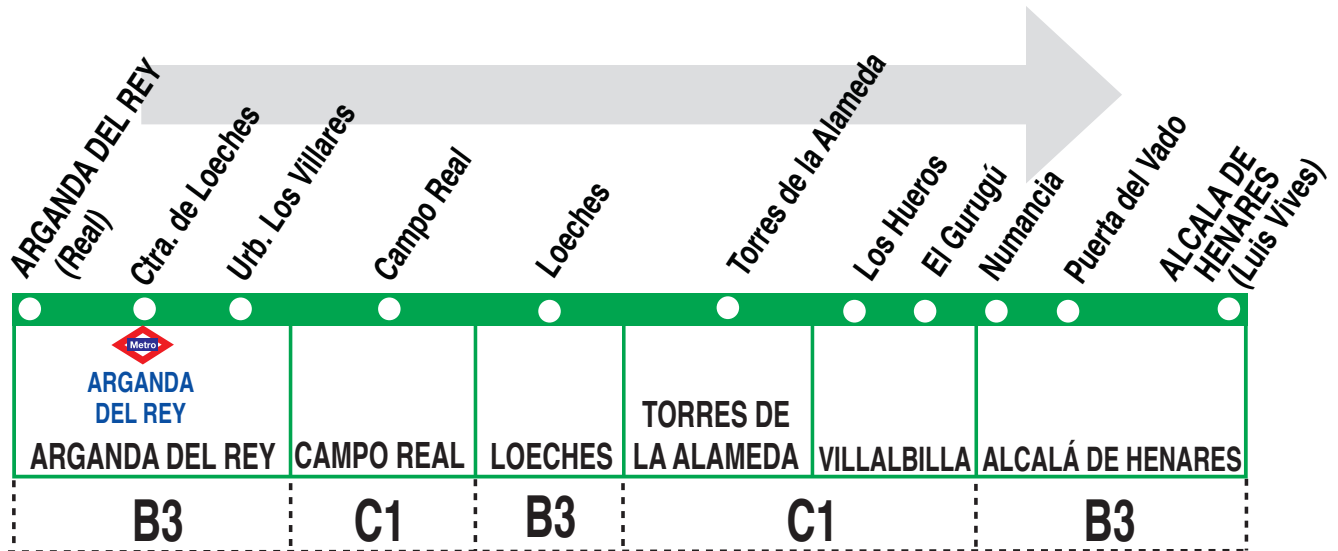 ARGANDA DEL REY
(Real)
Ctra. de Loeches
Urb. Los Villares
Campo Real
Loeches
Torres de la Alameda
Los Hueros
El Gurugú
Numancia
Puerta del Vado
ALCALA DE
HENARES
(Luis Vives)
Metro
ARGANDA
DEL REY
ARGANDA DEL REY
CAMPO REAL
LOECHES
TORRES DE
LA ALAMEDA
VILLALBILLA
ALCALÁ DE HENARES
B3
C1
B3
C1
B3